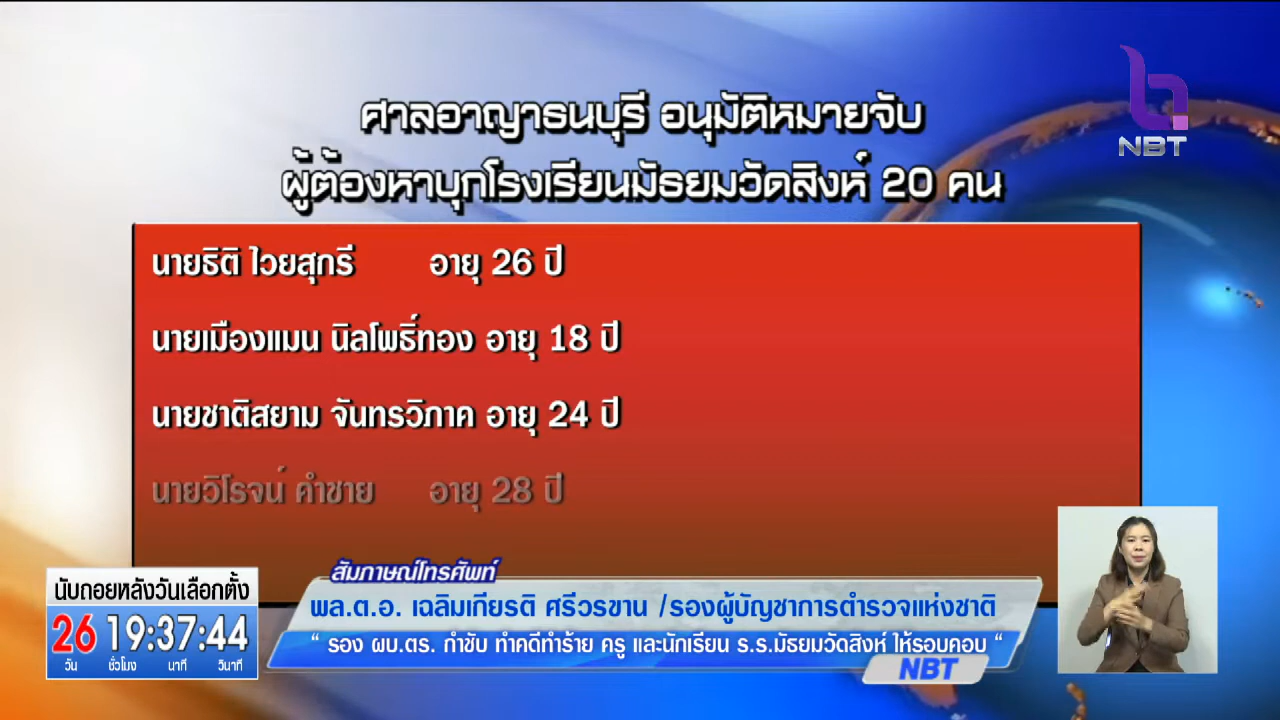 ศาลอาญาธนบุรี อนุมัติหมายจับ
ผู้ต้องหาบุกโรงเรียนมัธยมวัดสิงห์ 20 คน
NBT
นายธิติ ไวยสุกรี อายุ 26 ปี
นายเมืองแมน นิลโพธิ์ทอง อายุ 18 ปี
นายชาติสยาม จันทรวิภาค อายุ 24 ปี
นายวิโรจน์ คำชาย อายุ 28 ปี
สัมภาษณ์โทรศัพท์
พล.ต.อ. เฉลิมเกียรติ ศรีวรขาน /รองผู้บัญชาการตำรวจแห่งชาติ
“ รอง ผบ.ตร. กำชับ ทำคดีทำร้าย ครู และนักเรียน ร.ร.มัธยมวัดสิงห์ ให้รอบคอบ “
NBT
นับถอยหลังวันเลือกตั้ง
26 19:37:44
วัน ชั่วโมง นาที วินาที